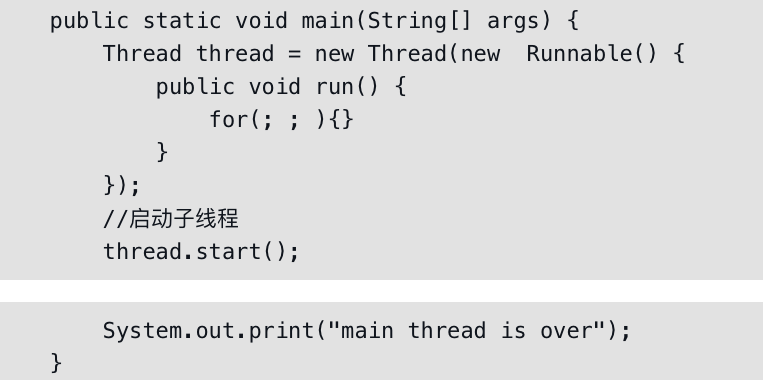 public static void main(String[] args) {
Thread thread = new Thread(new  Runnable() {
public void run() {
for(; ; ){}
}
});
//启动子线程
thread.start();
System.out.print("main thread is over");
}